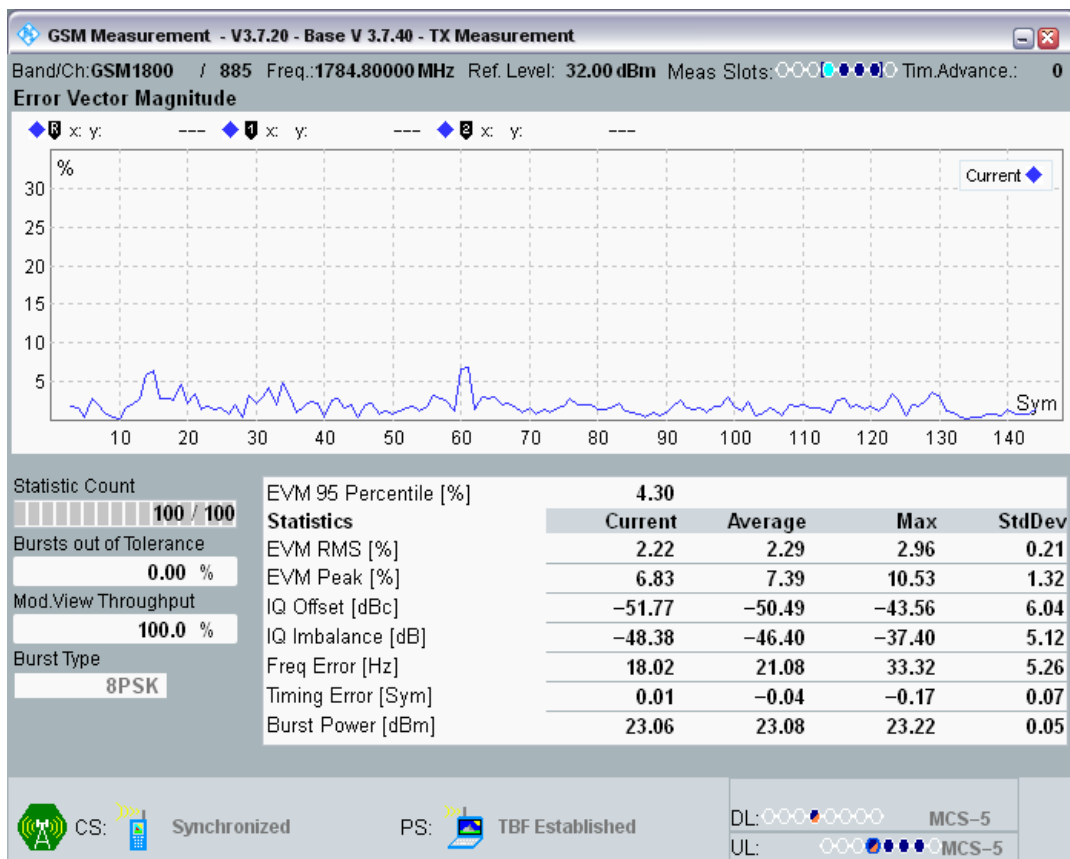 GSM Measurement - V3.7.20 - Base V 3.7.40 - TX Measurement
Band/Ch:GSM1800 / 885 Freq.:1784.80000 MHz Ref. Level: 32.00 dBm Meas Slots: Tim.Advance.: 0
Error Vector Magnitude
R x: y: --- 1 x: y: --- 2 x: y: ---
%
Current
30
25
20
15
10
5
Sym
10 20 30 40 50 60 70 80 90 100 110 120 130 140
Statistic Count
100 / 100
Bursts out of Tolerance
0.00 %
Mod.View Throughput
100.0 %
Burst Type
8PSK
EVM 95 Percentile [%] 4.30
Statistics Current Average Max StdDev
EVM RMS [%] 2.22 2.29 2.96 0.21
EVM Peak [%] 6.83 7.39 10.53 1.32
IQ Offset [dBc] −51.77 −50.49 −43.56 6.04
IQ Imbalance [dB] −48.38 −46.40 −37.40 5.12
Freq Error [Hz] 18.02 21.08 33.32 5.26
Timing Error [Sym] 0.01 −0.04 −0.17 0.07
Burst Power [dBm] 23.06 23.08 23.22 0.05
CS: Synchronized PS: TBF Established
DL: MCS−5
UL: MCS−5